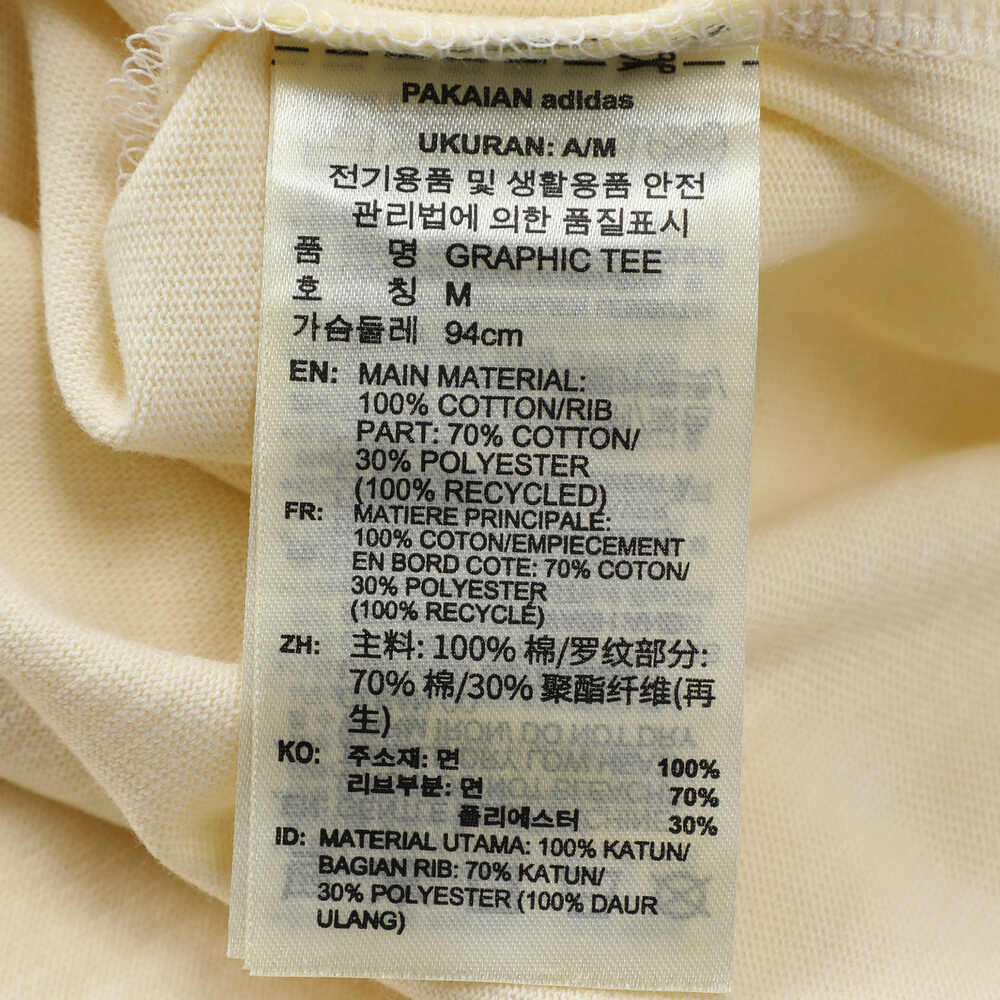 PAKAIAN adidas
UKURAN: A/M
전기용품 및 생활용품 안전
관리법에 의한 품질표시
품 명 GRAPHIC TEE
호 칭 M
가슴둘레 94cm
EN: MAIN MATERIAL:
100% COTTON/RIB
PART: 70% COTTON/
30% POLYESTER
(100% RECYCLED)
FR: MATIERE PRINCIPALE:
100% COTON/EMPIECEMENT
EN BORD COTE: 70% COTON/
30% POLYESTER
(100% RECYCLÉ)
ZH: 主料: 100% 棉/罗纹部分:
70% 棉/30% 聚酯纤维(再
生)
KO: 주소재: 면 100%
리브부분: 면 70%
폴리에스터 30%
ID: MATERIAL UTAMA: 100% KATUN/
BAGIAN RIB: 70% KATUN/
30% POLYESTER (100% DAUR
ULANG)